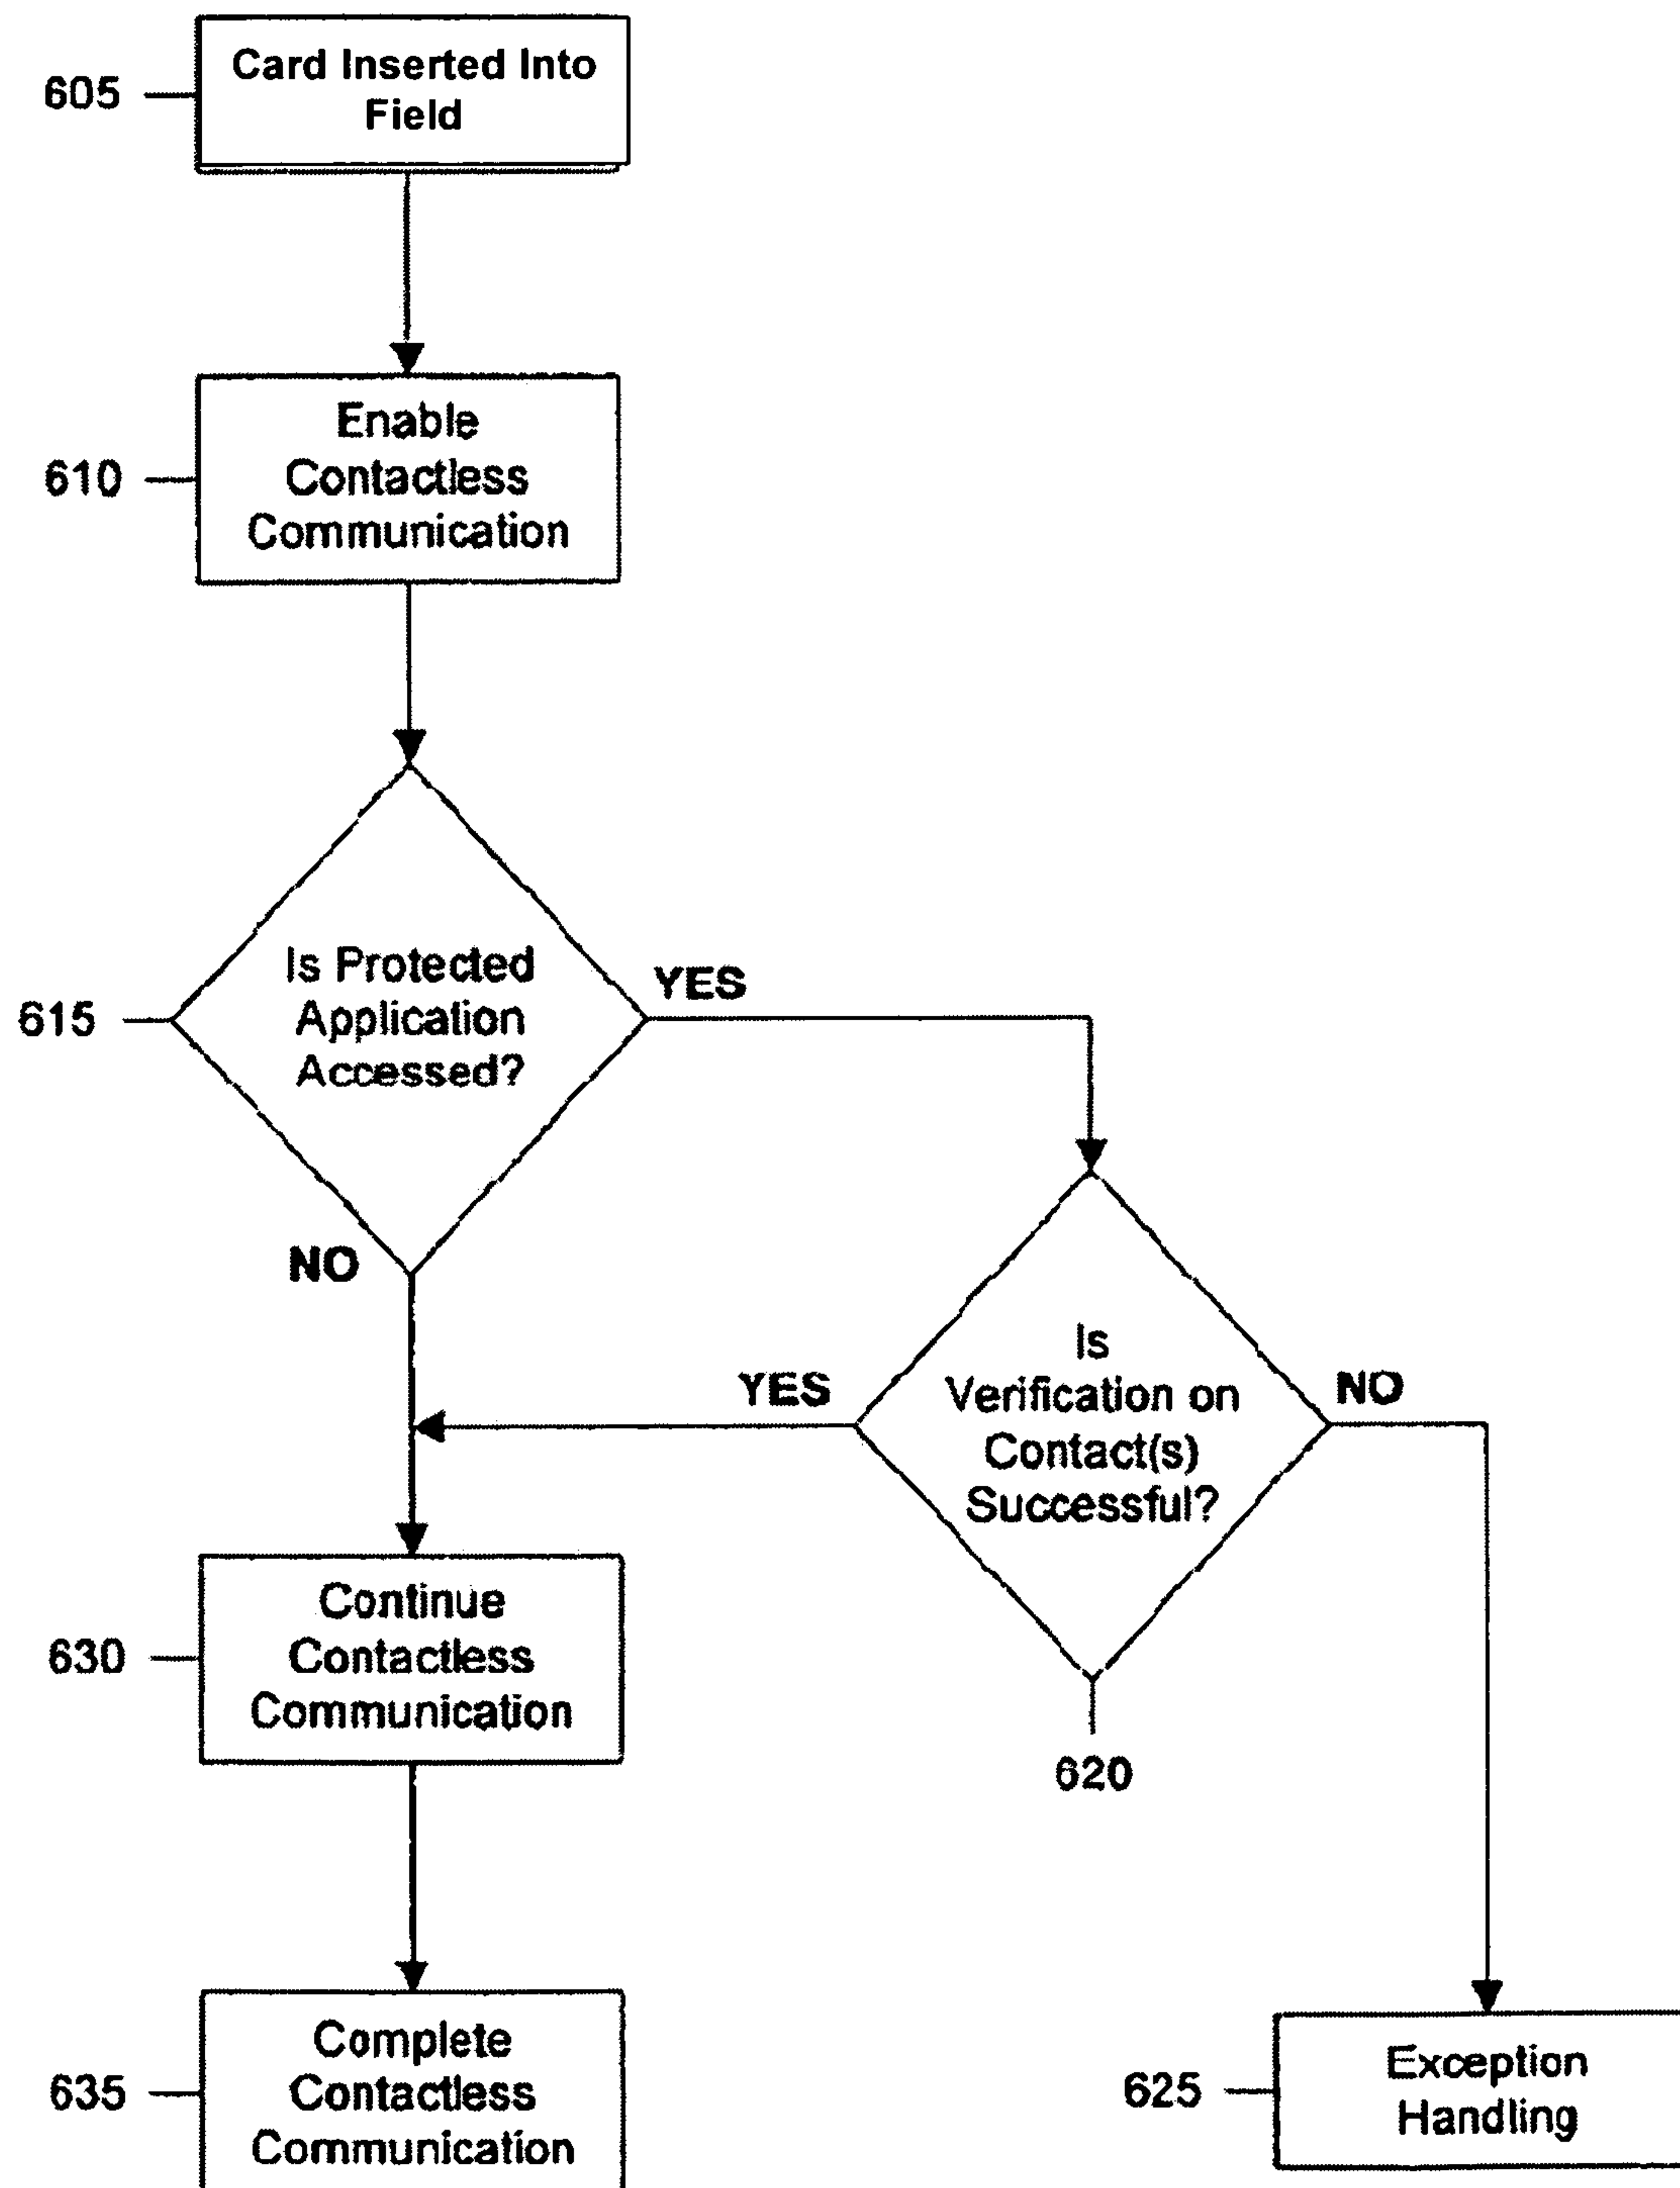 Card Inserted Into
Field
605
Enable
Contactless
Communication
610
Is Protected
Application
Accessed?
615
YES
NO
Is
Verification on
Contact(s)
Successful?
YES
NO
620
Continue
Contactless
Communication
630
Complete
Contactless
Communication
635
Exception
Handling
625